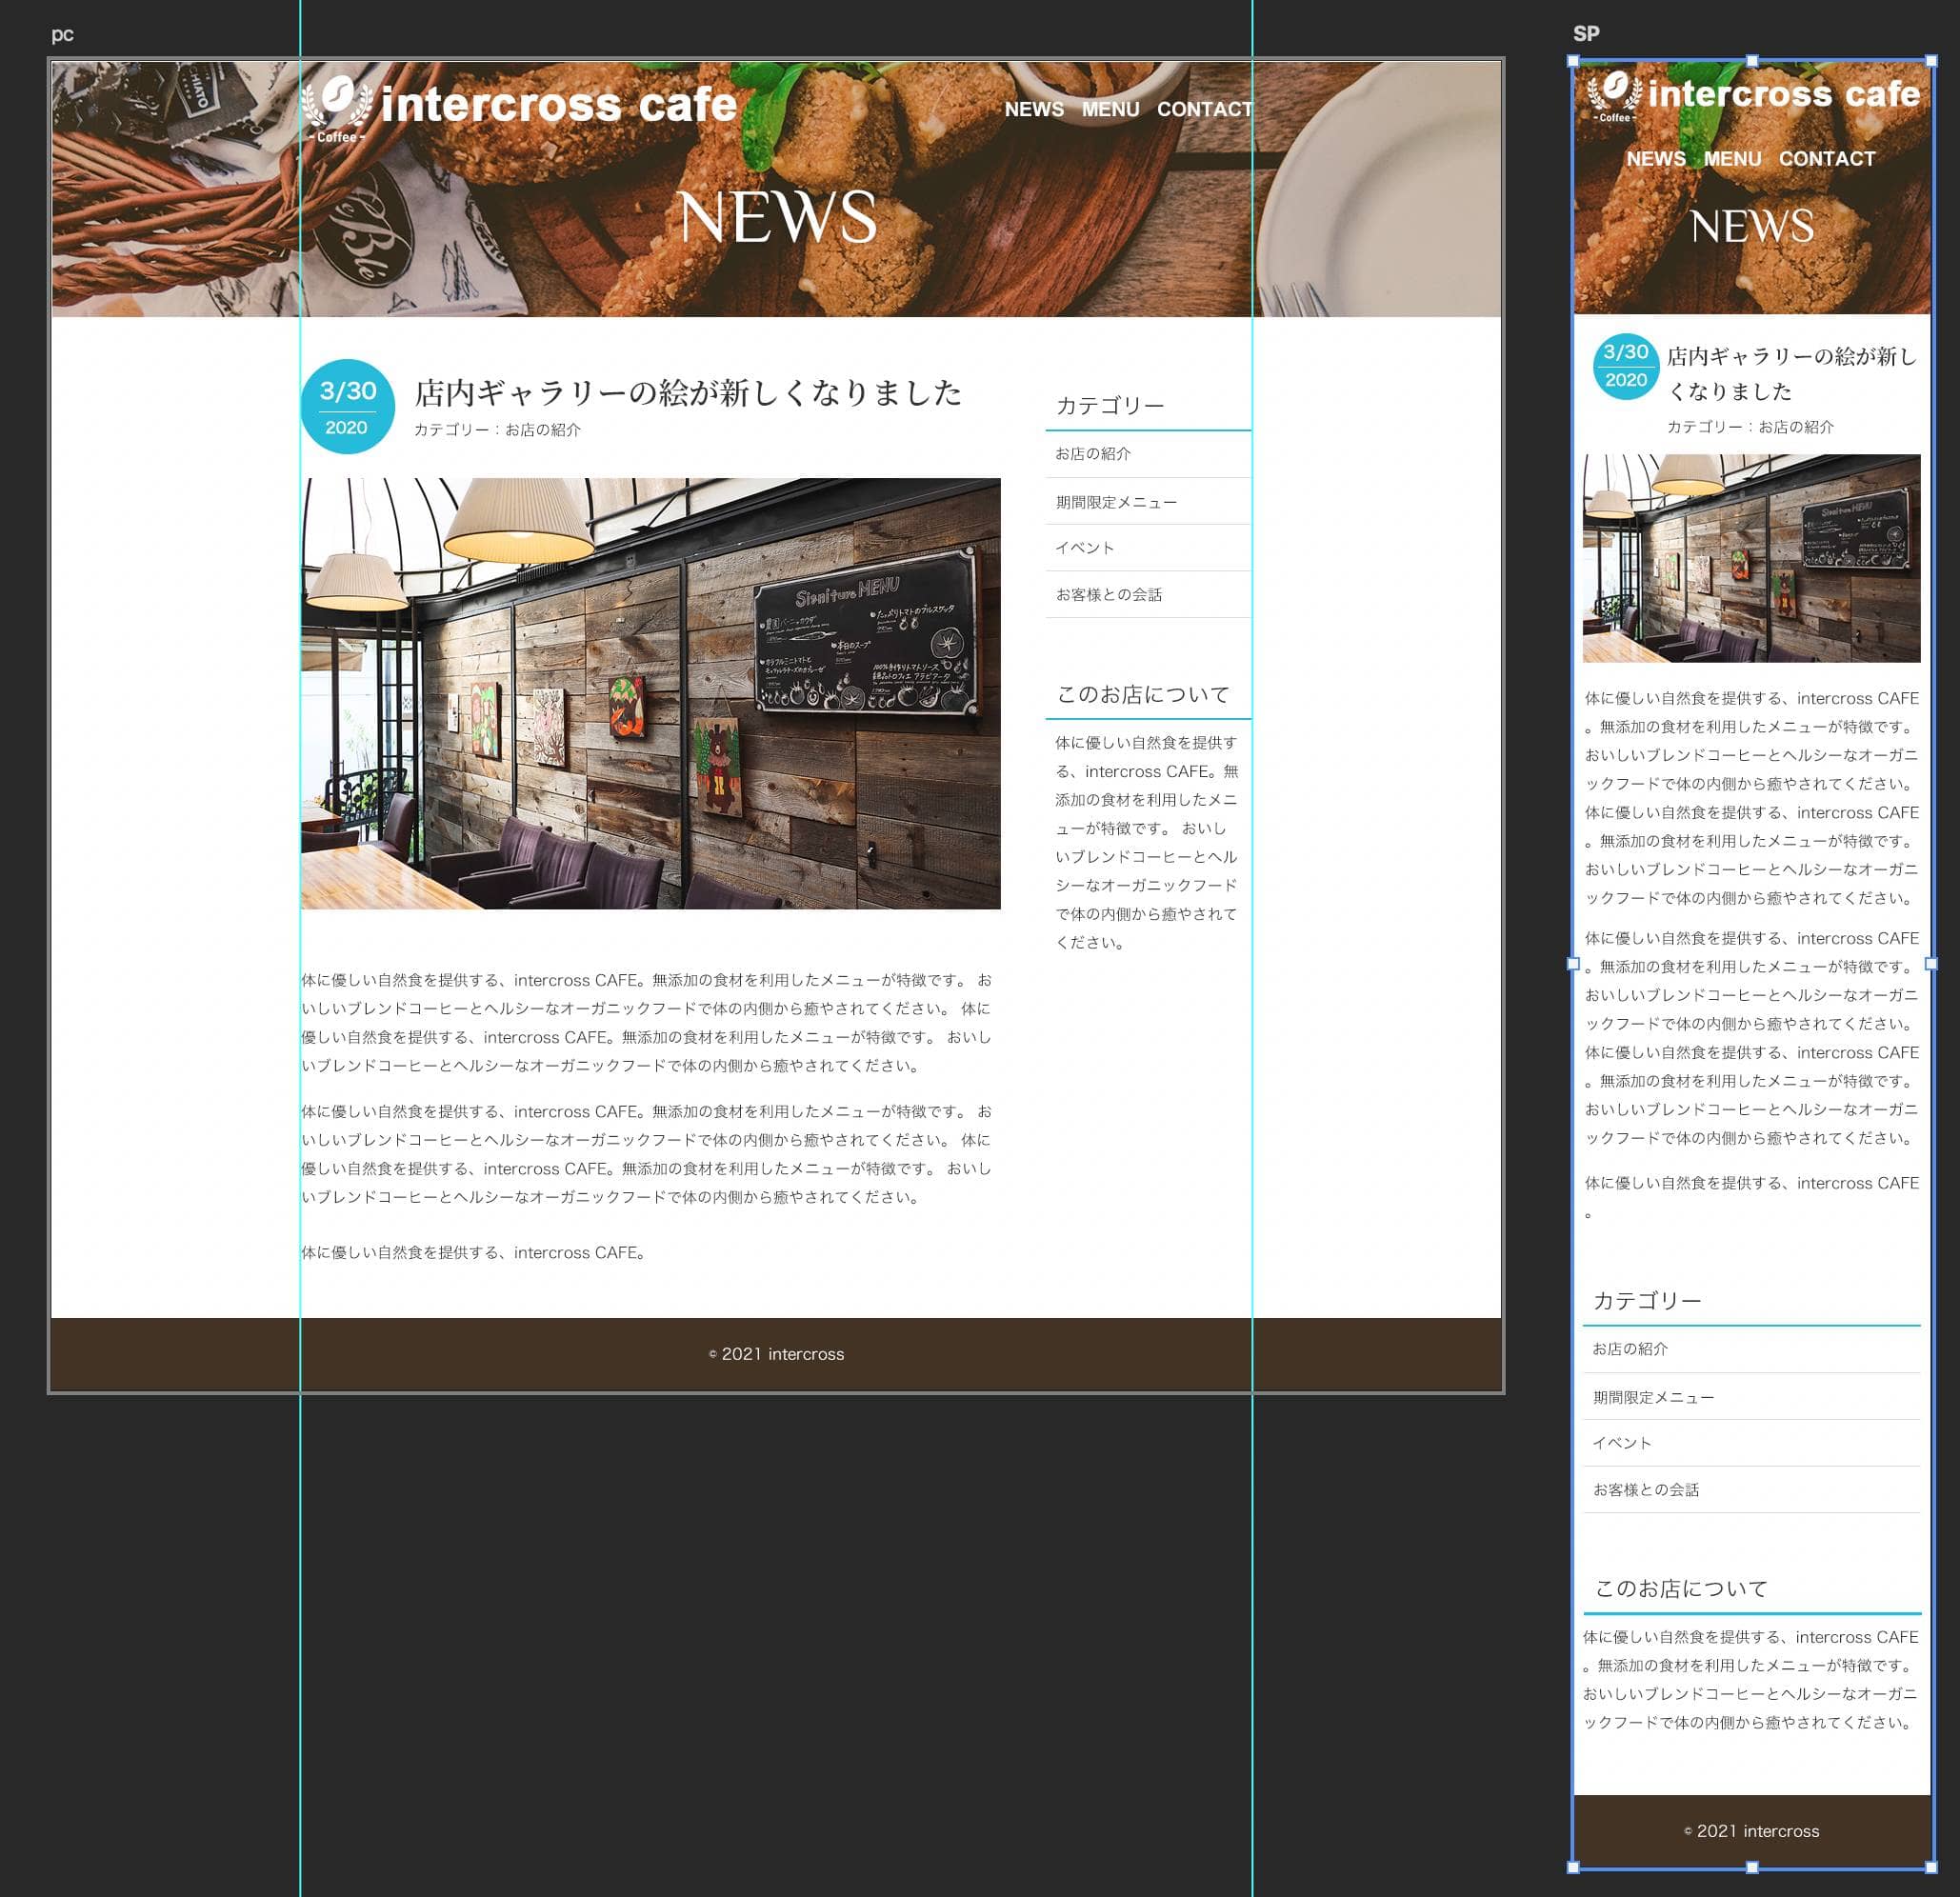 pc
intercross cafe
Coffee
NEWS MENU CONTACT
NEWS
3/30
2020
店内ギャラリーの絵が新しくなりました
カテゴリー：お店の紹介
Signiture MENU
体に優しい自然食を提供する、intercross CAFE。無添加の食材を利用したメニューが特徴です。 お
いしいブレンドコーヒーとヘルシーなオーガニックフードで体の内側から癒やされてください。 体に
優しい自然食を提供する、intercross CAFE。無添加の食材を利用したメニューが特徴です。 おいし
いブレンドコーヒーとヘルシーなオーガニックフードで体の内側から癒やされてください。
体に優しい自然食を提供する、intercross CAFE。無添加の食材を利用したメニューが特徴です。 お
いしいブレンドコーヒーとヘルシーなオーガニックフードで体の内側から癒やされてください。 体に
優しい自然食を提供する、intercross CAFE。無添加の食材を利用したメニューが特徴です。 おいし
いブレンドコーヒーとヘルシーなオーガニックフードで体の内側から癒やされてください。
体に優しい自然食を提供する、intercross CAFE。
カテゴリー
お店の紹介
期間限定メニュー
イベント
お客様との会話
このお店について
体に優しい自然食を提供す
る、intercross CAFE。無
添加の食材を利用したメニ
ューが特徴です。 おいし
いブレンドコーヒーとヘル
シーなオーガニックフード
で体の内側から癒やされて
ください。
© 2021 intercross
SP
intercross cafe
Coffee
NEWS MENU CONTACT
NEWS
3/30
2020
店内ギャラリーの絵が新し
くなりました
カテゴリー：お店の紹介
Signiture MENU
体に優しい自然食を提供する、intercross CAFE
。無添加の食材を利用したメニューが特徴です。
おいしいブレンドコーヒーとヘルシーなオーガニ
ックフードで体の内側から癒やされてください。
体に優しい自然食を提供する、intercross CAFE
。無添加の食材を利用したメニューが特徴です。
おいしいブレンドコーヒーとヘルシーなオーガニ
ックフードで体の内側から癒やされてください。
体に優しい自然食を提供する、intercross CAFE
。無添加の食材を利用したメニューが特徴です。
おいしいブレンドコーヒーとヘルシーなオーガニ
ックフードで体の内側から癒やされてください。
体に優しい自然食を提供する、intercross CAFE
。無添加の食材を利用したメニューが特徴です。
おいしいブレンドコーヒーとヘルシーなオーガニ
ックフードで体の内側から癒やされてください。
体に優しい自然食を提供する、intercross CAFE
。
カテゴリー
お店の紹介
期間限定メニュー
イベント
お客様との会話
このお店について
体に優しい自然食を提供する、intercross CAFE
。無添加の食材を利用したメニューが特徴です。
おいしいブレンドコーヒーとヘルシーなオーガニ
ックフードで体の内側から癒やされてください。
© 2021 intercross